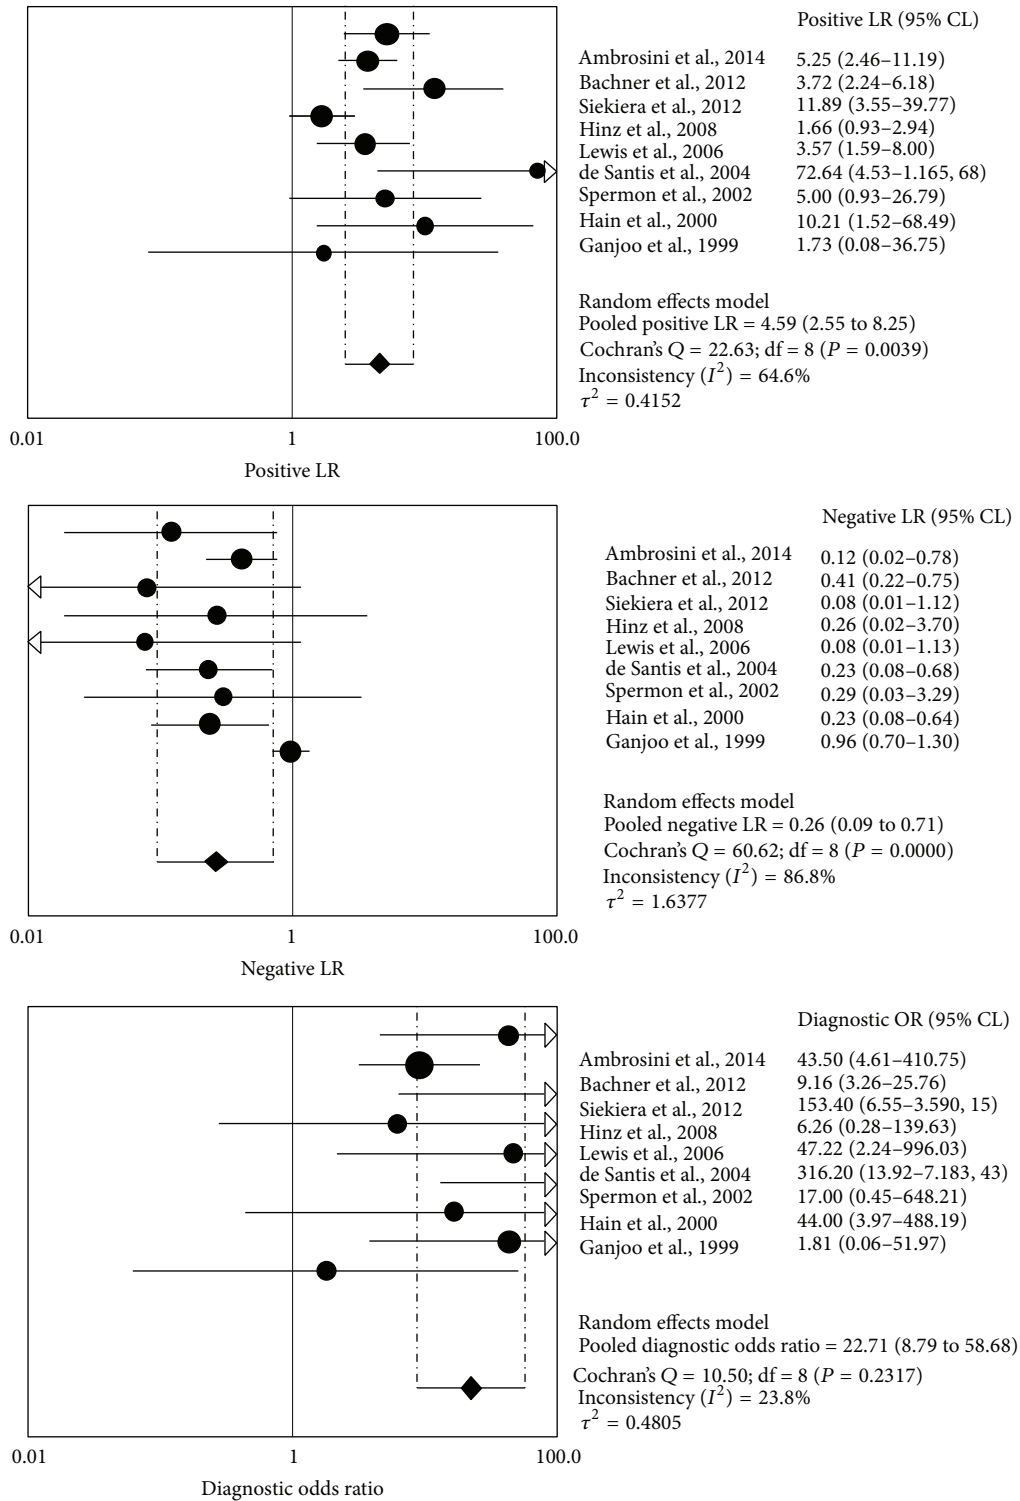 Positive LR (95% CL)
Ambrosini et al., 2014 5.25 (2.46–11.19)
Bachner et al., 2012 3.72 (2.24–6.18)
Siekiera et al., 2012 11.89 (3.55–39.77)
Hinz et al., 2008 1.66 (0.93–2.94)
Lewis et al., 2006 3.57 (1.59–8.00)
de Santis et al., 2004 72.64 (4.53–1.165, 68)
Spermon et al., 2002 5.00 (0.93–26.79)
Hain et al., 2000 10.21 (1.52–68.49)
Ganjoo et al., 1999 1.73 (0.08–36.75)
Random effects model
Pooled positive LR = 4.59 (2.55 to 8.25)
Cochran's Q = 22.63; df = 8 (P = 0.0039)
Inconsistency (I²) = 64.6%
τ² = 0.4152
0.01 1 100.0
Positive LR
Negative LR (95% CL)
Ambrosini et al., 2014 0.12 (0.02–0.78)
Bachner et al., 2012 0.41 (0.22–0.75)
Siekiera et al., 2012 0.08 (0.01–1.12)
Hinz et al., 2008 0.26 (0.02–3.70)
Lewis et al., 2006 0.08 (0.01–1.13)
de Santis et al., 2004 0.23 (0.08–0.68)
Spermon et al., 2002 0.29 (0.03–3.29)
Hain et al., 2000 0.23 (0.08–0.64)
Ganjoo et al., 1999 0.96 (0.70–1.30)
Random effects model
Pooled negative LR = 0.26 (0.09 to 0.71)
Cochran's Q = 60.62; df = 8 (P = 0.0000)
Inconsistency (I²) = 86.8%
τ² = 1.6377
0.01 1 100.0
Negative LR
Diagnostic OR (95% CL)
Ambrosini et al., 2014 43.50 (4.61–410.75)
Bachner et al., 2012 9.16 (3.26–25.76)
Siekiera et al., 2012 153.40 (6.55–3.590, 15)
Hinz et al., 2008 6.26 (0.28–139.63)
Lewis et al., 2006 47.22 (2.24–996.03)
de Santis et al., 2004 316.20 (13.92–7.183, 43)
Spermon et al., 2002 17.00 (0.45–648.21)
Hain et al., 2000 44.00 (3.97–488.19)
Ganjoo et al., 1999 1.81 (0.06–51.97)
Random effects model
Pooled diagnostic odds ratio = 22.71 (8.79 to 58.68)
Cochran's Q = 10.50; df = 8 (P = 0.2317)
Inconsistency (I²) = 23.8%
τ² = 0.4805
0.01 1 100.0
Diagnostic odds ratio